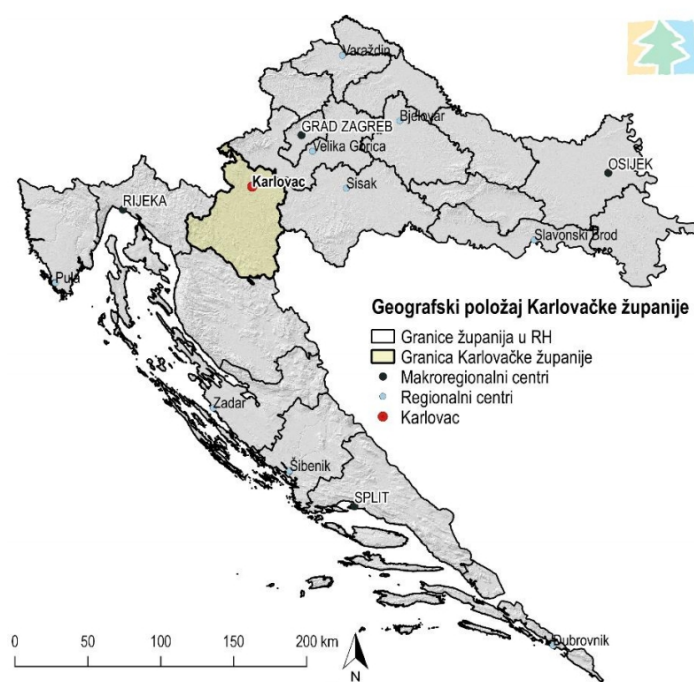 Varaždin
Bjelovar
GRAD ZAGREB
Velika Gorica
OSIJEK
Karlovac
Sisak
RIJEKA
Slavonski Brod
Pula
Geografski položaj Karlovačke županije
Granice županija u RH
Granica Karlovačke županije
Makroregionalni centri
Regionalni centri
Karlovac
Zadar
Šibenik
SPLIT
Dubrovnik
0 50 100 150 200 km
N